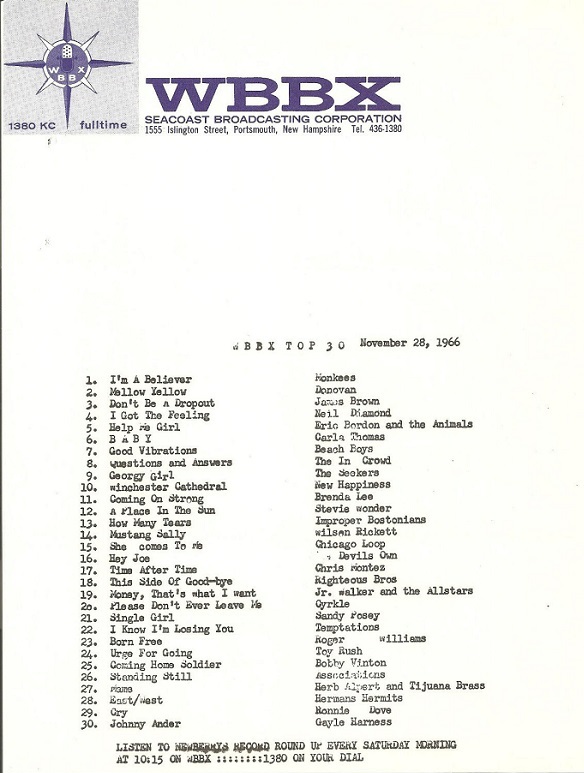 W B B X
1380 KC fulltime
WBBX
SEACOAST BROADCASTING CORPORATION
1555 Islington Street, Portsmouth, New Hampshire Tel. 436-1380
WBBX TOP 30 November 28, 1966
1. I'm A Believer Monkees
2. Mellow Yellow Donovan
3. Don't Be A Dropout James Brown
4. I Got The Feeling Neil Diamond
5. Help Me Girl Eric Bordon and the Animals
6. B A B Y Carla Thomas
7. Good Vibrations Beach Boys
8. Questions and Answers The In Crowd
9. Georgy Girl The Seekers
10. Winchester Cathedral New Happiness
11. Coming On Strong Brenda Lee
12. A Place In The Sun Stevie Wonder
13. How Many Tears Improper Bostonians
14. Mustang Sally Wilson Rickett
15. She comes To Me Chicago Loop
16. Hey Joe Devils Own
17. Time After Time Chris Montez
18. This Side Of Good-bye Righteous Bros
19. Money, That's what I want Jr. Walker and the Allstars
20. Please Don't Ever Leave Me Cyrkle
21. Single Girl Sandy Posey
22. I Know I'm Losing You Temptations
23. Born Free Roger Williams
24. Urge For Going Toy Rush
25. Coming Home Soldier Bobby Vinton
26. Standing Still Associations
27. Mame Herb Alpert and Tijuana Brass
28. East/West Hermans Hermits
29. Cry Ronnie Dove
30. Johnny Ander Gayle Harness
LISTEN TO NEWBERRYS RECORD ROUND UP EVERY SATURDAY MORNING
AT 10:15 ON WBBX ::::::::1380 ON YOUR DIAL